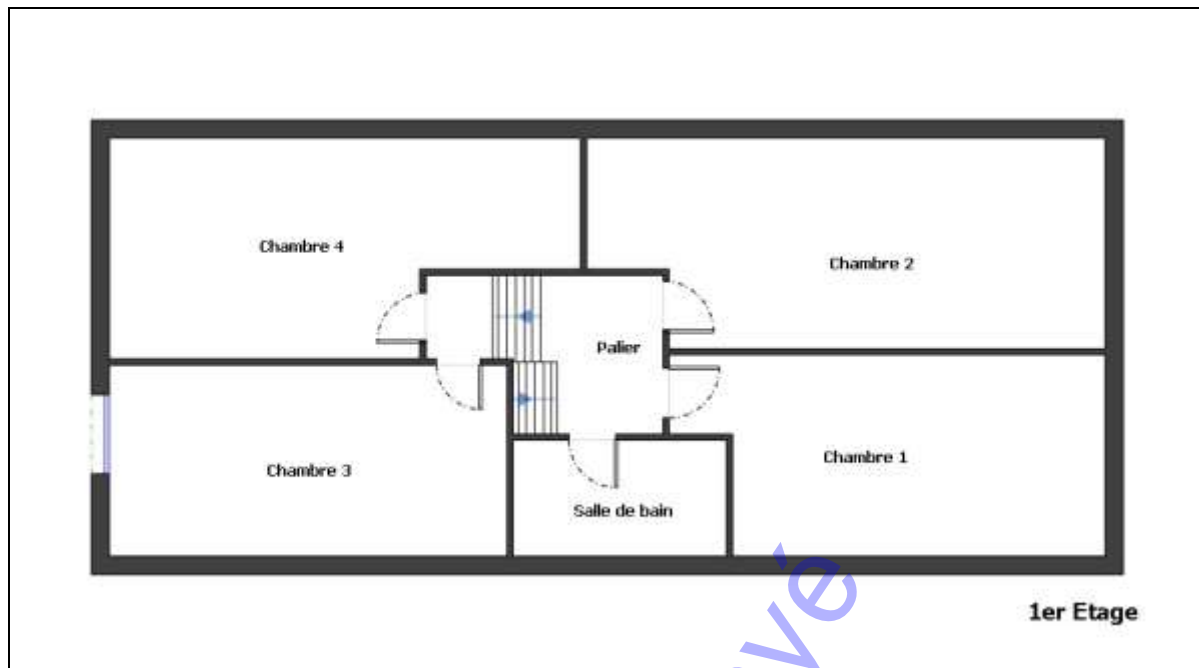 Chambre 4
Chambre 2
Palier
Chambre 3
Chambre 1
Salle de bain
1er Etage